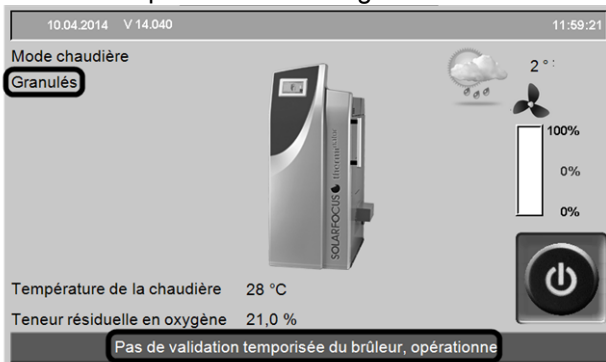 10.04.2014 V 14.040 11:59:21
Mode chaudière
Granulés
2 °
100%
0%
0%
SOLARFOCUS
Température de la chaudière 28 °C
Teneur résiduelle en oxygène 21,0 %
Pas de validation temporisée du brûleur, opérationne